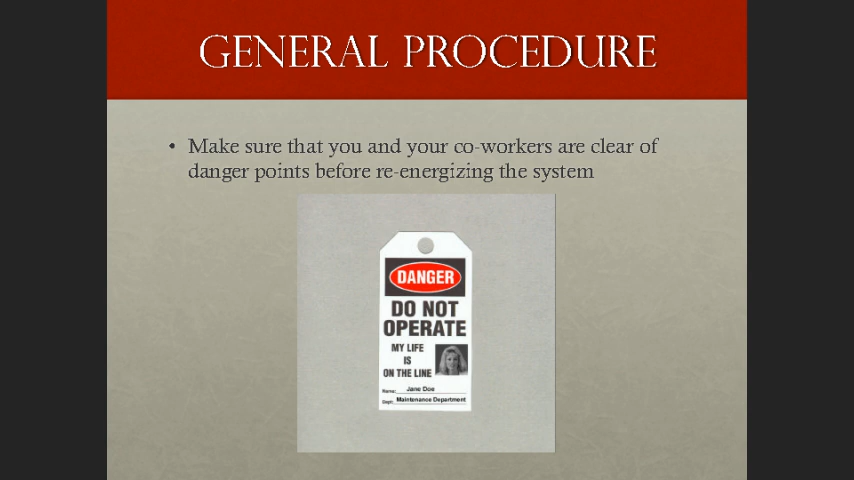 GENERAL PROCEDURE
• Make sure that you and your co-workers are clear of
danger points before re-energizing the system
DANGER
DO NOT
OPERATE
MY LIFE
IS
ON THE LINE
Name: Jane Doe
Dept: Maintenance Department